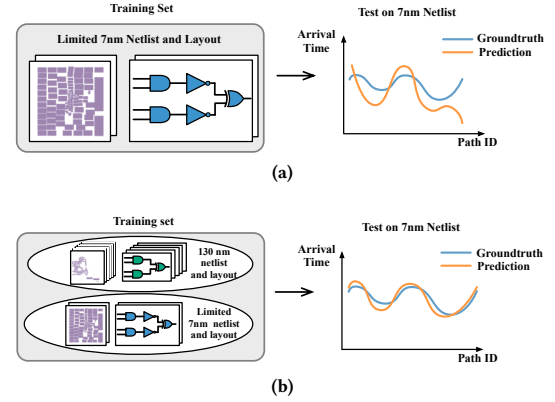 Training Set
Limited 7nm Netlist and Layout
Test on 7nm Netlist
Arrival
Time
Groundtruth
Prediction
Path ID
(a)
Training set
130 nm
netlist
and layout
Limited
7nm netlist
and layout
Test on 7nm Netlist
Arrival
Time
Groundtruth
Prediction
Path ID
(b)